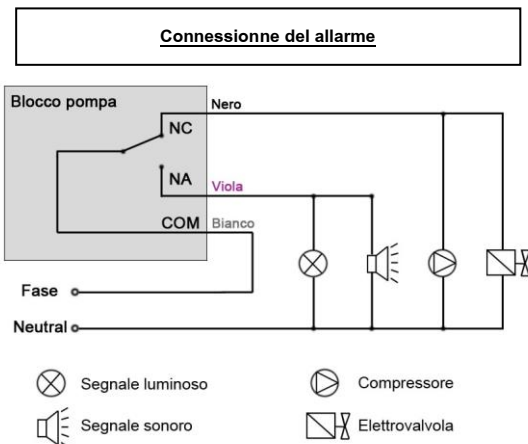 Connessionne del allarme
Blocco pompa
Nero
NC
NA
Viola
COM
Bianco
Fase
Neutral
Segnale luminoso
Compressore
Segnale sonoro
Elettrovalvola